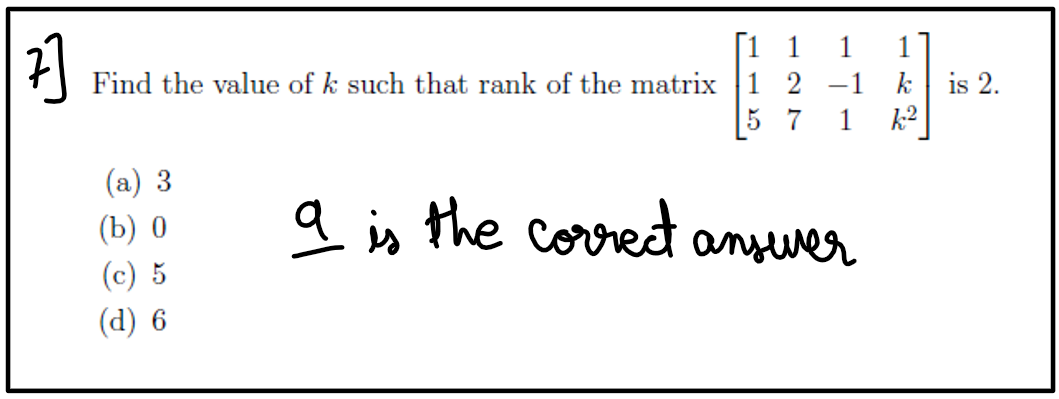 7]
Find the value of k such that rank of the matrix [1 1 1 1; 1 2 −1 k; 5 7 1 k²] is 2.
(a) 3
(b) 0
a is the correct answer
(c) 5
(d) 6